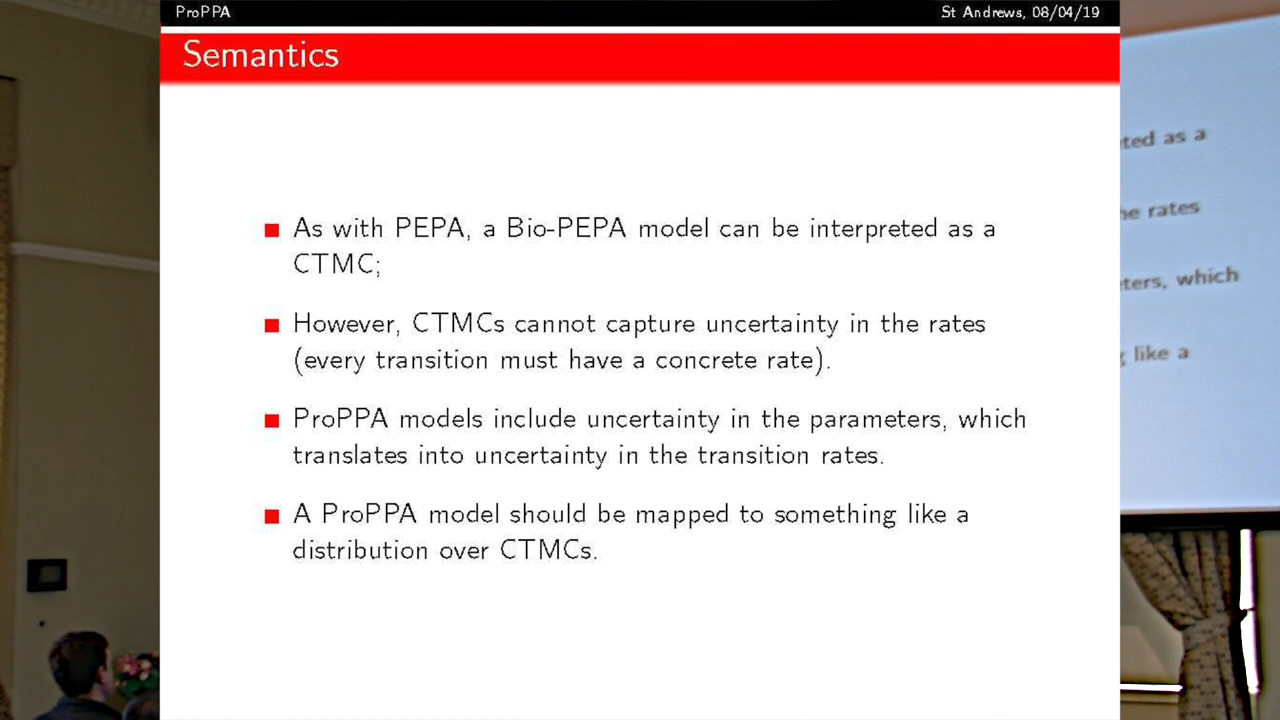 ProPPA
St Andrews, 08/04/19
Semantics
As with PEPA, a Bio-PEPA model can be interpreted as a
CTMC;
However, CTMCs cannot capture uncertainty in the rates
(every transition must have a concrete rate).
ProPPA models include uncertainty in the parameters, which
translates into uncertainty in the transition rates.
A ProPPA model should be mapped to something like a
distribution over CTMCs.
ted as a
he rates
ters, which
g like a